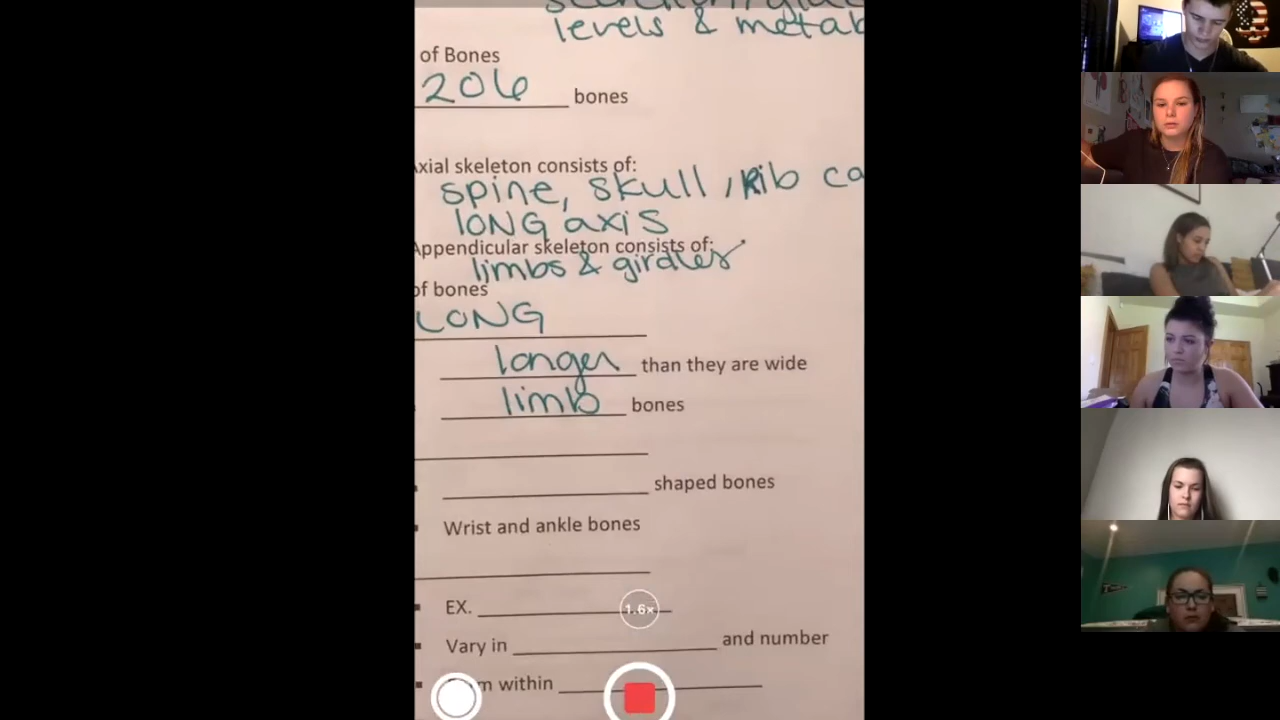 levels & metab
of Bones
206 bones
xial skeleton consists of:
spine, skull, Rib ca
LONG axis
Appendicular skeleton consists of:
limbs & girdles
of bones
LONG
longer than they are wide
limb bones
shaped bones
Wrist and ankle bones
EX.
1.6x
Vary in and number
m within